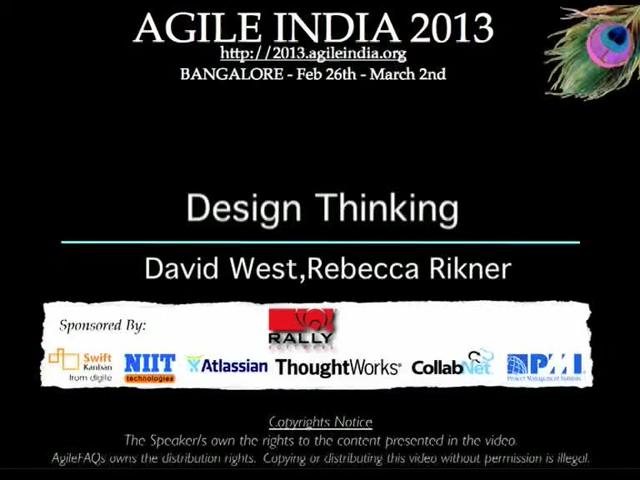 AGILE INDIA 2013
http://2013.agileindia.org
BANGALORE - Feb 26th - March 2nd
Design Thinking
David West,Rebecca Rikner
Sponsored By:
RALLY
Swift Kanban from digite
NIIT technologies
Atlassian
ThoughtWorks®
CollabNet
PMI Project Management Institute
Copyrights Notice
The Speaker/s own the rights to the content presented in the video.
AgileFAQs owns the distribution rights. Copying or distributing this video without permission is illegal.